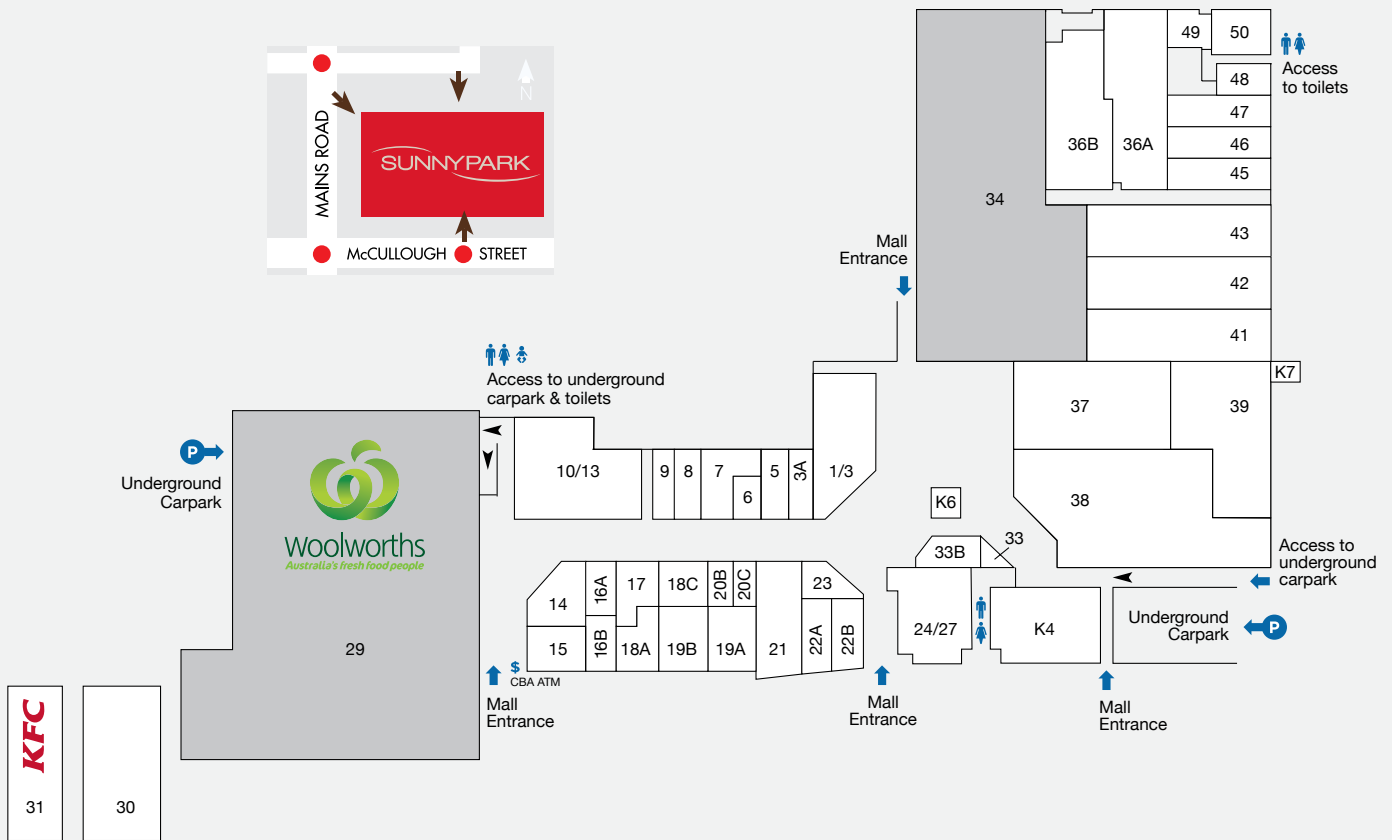 N
MAINS ROAD
SUNNYPARK
McCULLOUGH STREET
34
36B
36A
49
50
Access
to toilets
48
47
46
45
43
42
41
Mall
Entrance
K7
37
39
38
Access to underground
carpark & toilets
P
Underground
Carpark
Woolworths
Australia's fresh food people
29
10/13
9
8
7
6
5
3A
1/3
K6
33B
33
24/27
K4
Access to
underground
carpark
Underground
Carpark
P
14
16A
17
18C
20B
20C
23
15
16B
18A
19B
19A
21
22A
22B
$
CBA ATM
Mall
Entrance
Mall
Entrance
Mall
Entrance
KFC
31
30